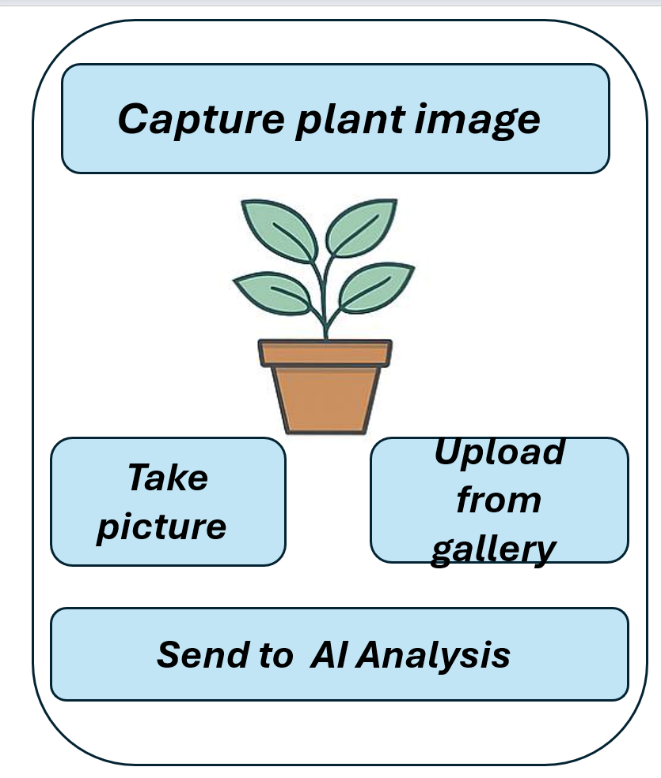 Capture plant image
Take
picture
Upload
from
gallery
Send to  AI Analysis